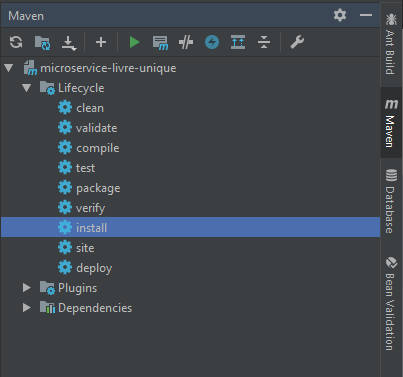 Maven
microservice-livre-unique
Lifecycle
clean
validate
compile
test
package
verify
install
site
deploy
Plugins
Dependencies
Ant Build
Maven
Database
Bean Validation